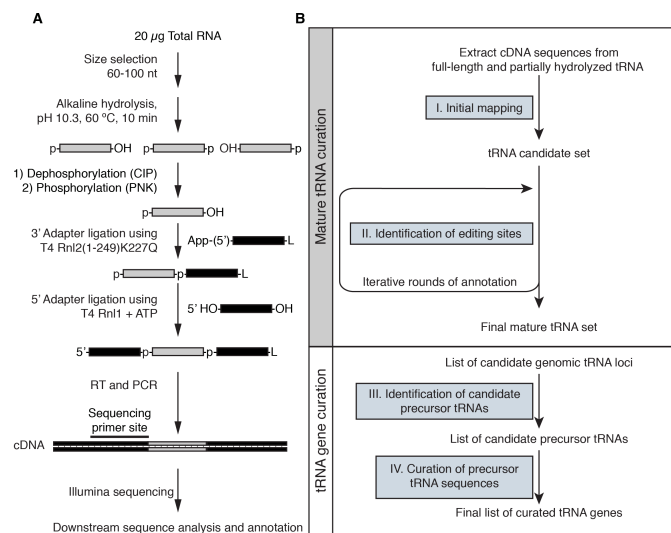 A
20 µg Total RNA
Size selection
60-100 nt
Alkaline hydrolysis,
pH 10.3, 60 °C, 10 min
p-OH p-p OH-p
1) Dephosphorylation (CIP)
2) Phosphorylation (PNK)
p-OH
3' Adapter ligation using
T4 Rnl2(1-249)K227Q
App-(5')-L
p-p-L
5' Adapter ligation using
T4 Rnl1 + ATP
5' HO-OH
5'-p-p-L
RT and PCR
Sequencing
primer site
cDNA
Illumina sequencing
Downstream sequence analysis and annotation
B
Mature tRNA curation
Extract cDNA sequences from
full-length and partially hydrolyzed tRNA
I. Initial mapping
tRNA candidate set
II. Identification of editing sites
Iterative rounds of annotation
Final mature tRNA set
tRNA gene curation
List of candidate genomic tRNA loci
III. Identification of candidate
precursor tRNAs
List of candidate precursor tRNAs
IV. Curation of precursor
tRNA sequences
Final list of curated tRNA genes